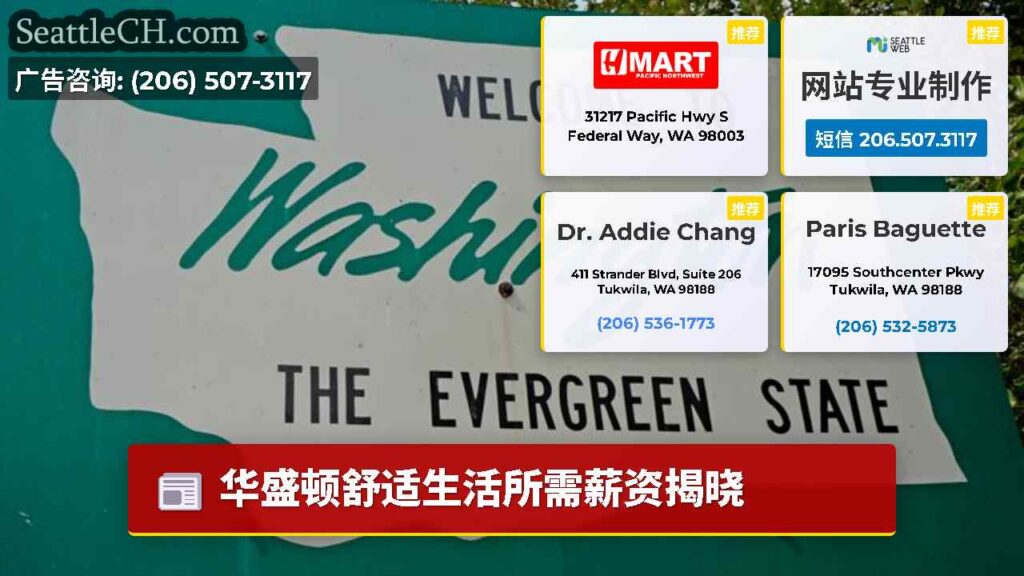 SeattleCH.com
广告咨询: (206) 507-3117
推荐
H MART
PACIFIC NORTHWEST
31217 Pacific Hwy S
Federal Way, WA 98003
推荐
SEATTLE
WEB
网站专业制作
短信 206.507.3117
推荐
Dr. Addie Chang
411 Strander Blvd, Suite 206
Tukwila, WA 98188
(206) 536-1773
推荐
Paris Baguette
17095 Southcenter Pkwy
Tukwila, WA 98188
(206) 532-5873
THE EVERGREEN STATE
华盛顿舒适生活所需薪资揭晓